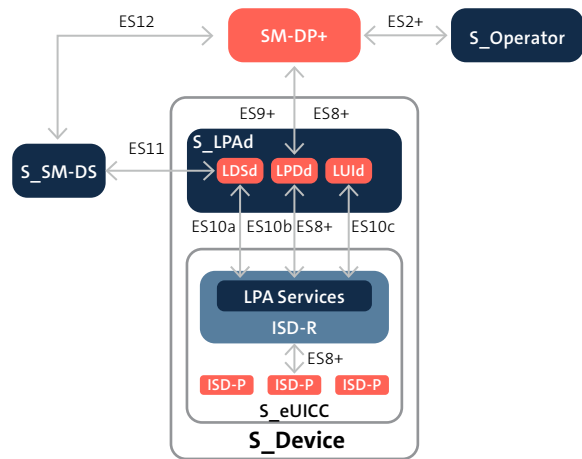 ES12
SM-DP+
ES2+
S_Operator
ES9+
ES8+
S_LPAd
S_SM-DS
ES11
LDSd
LPDd
LUId
ES10a
ES10b
ES8+
ES10c
LPA Services
ISD-R
ES8+
ISD-P
ISD-P
ISD-P
S_eUICC
S_Device